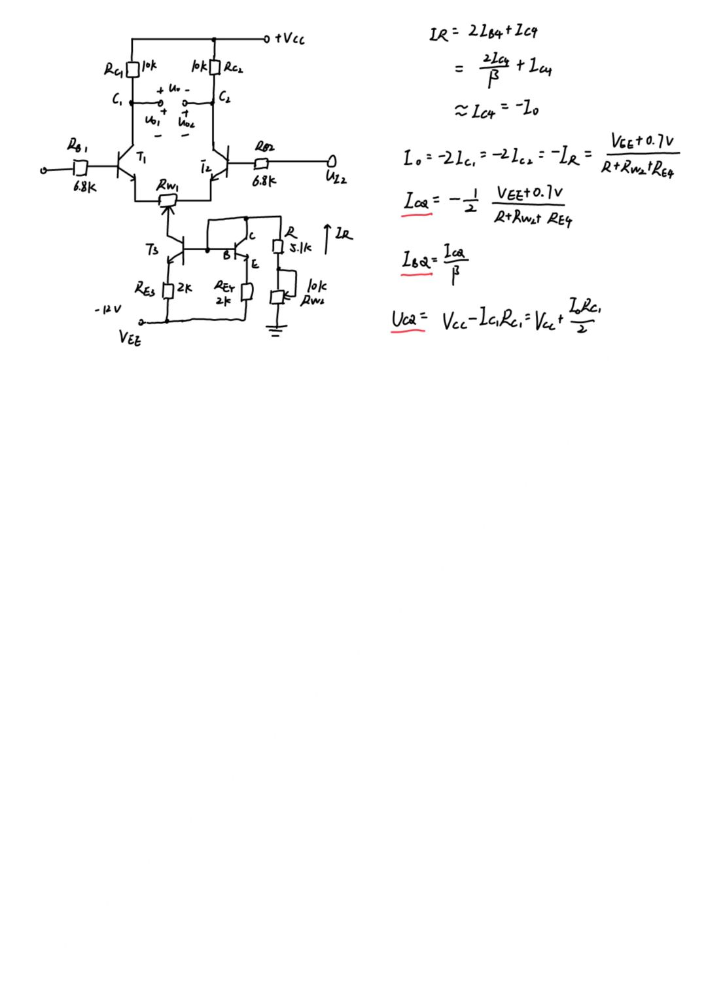 +Vcc
Rc1 10k 10k Rc2
C1 + u0 - C2
+ +
u01 u02
- -
RB1 T1 T2 RB2
6.8K 6.8K UI2
RW1
T3 B C E R 5.1k ↑ IR
RE3 2K RE4 2K 10K RW2
-12V
VEE
IR = 2IB4 + IC4
= 2IC4/β + IC4
≈ IC4 = -I0
I0 = -2IC1 = -2IC2 = -IR = (VEE+0.7V)/(R+RW2+RE4)
ICQ = -1/2 (VEE+0.7V)/(R+RW2+RE4)
IBQ = ICQ/β
UCQ = Vcc - IC1RC1 = Vcc + I0RC1/2